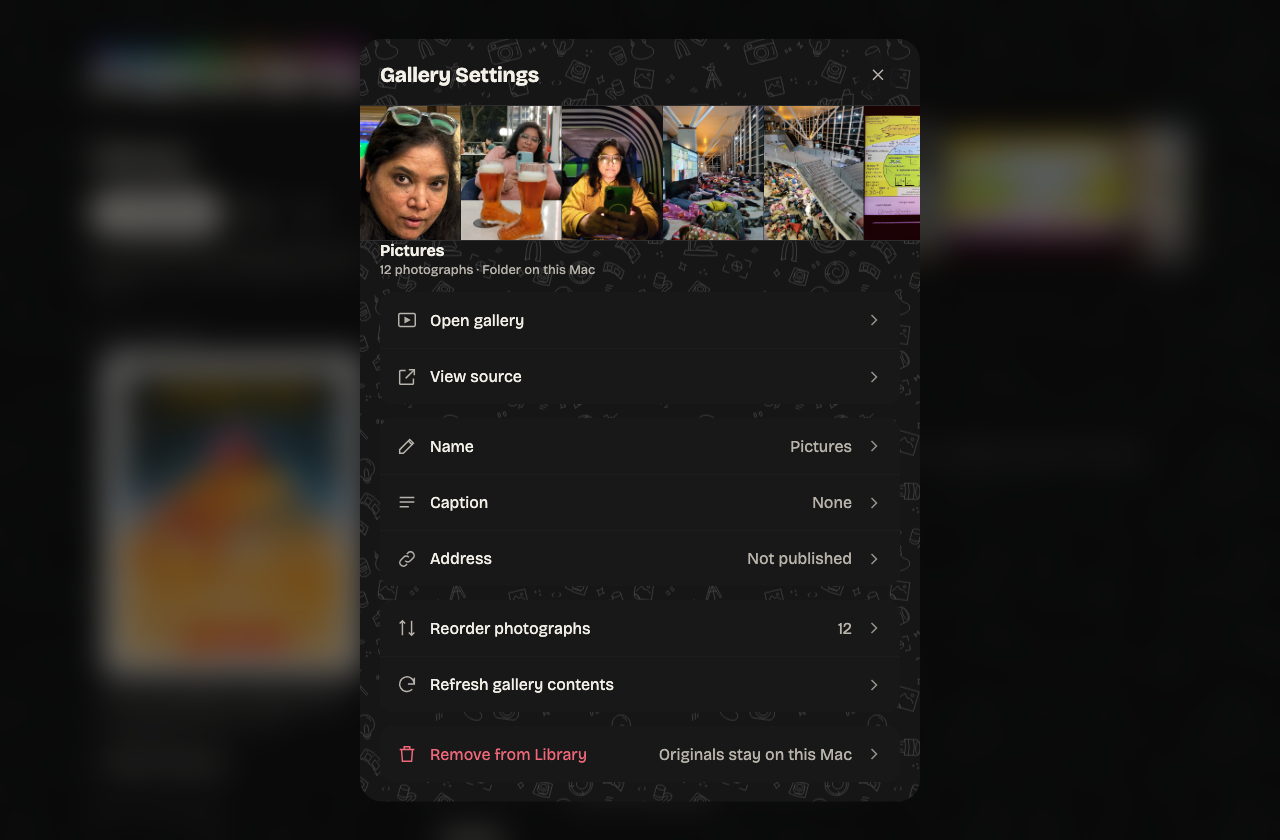 Gallery Settings
Pictures
12 photographs · Folder on this Mac
Open gallery
View source
Name Pictures
Caption None
Address Not published
Reorder photographs 12
Refresh gallery contents
Remove from Library Originals stay on this Mac